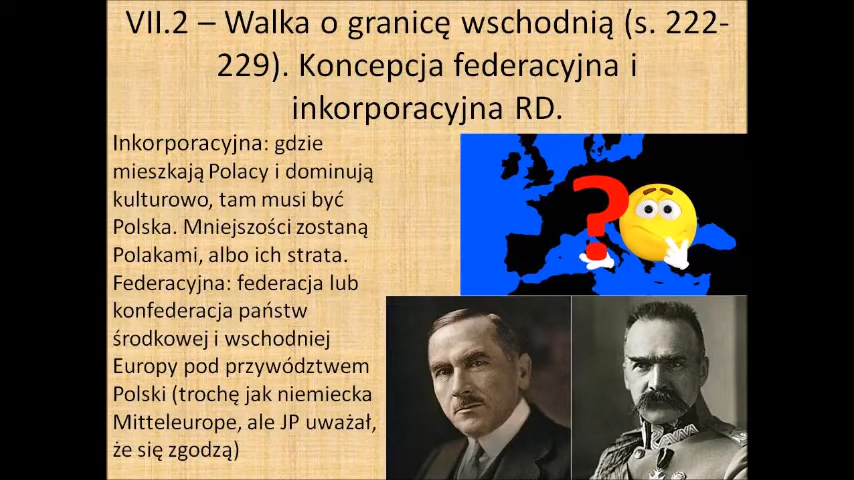 VII.2 – Walka o granicę wschodnią (s. 222-
229). Koncepcja federacyjna i
inkorporacyjna RD.
Inkorporacyjna: gdzie
mieszkają Polacy i dominują
kulturowo, tam musi być
Polska. Mniejszości zostaną
Polakami, albo ich strata.
Federacyjna: federacja lub
konfederacja państw
środkowej i wschodniej
Europy pod przywództwem
Polski (trochę jak niemiecka
Mitteleurope, ale JP uważał,
że się zgodzą)
?